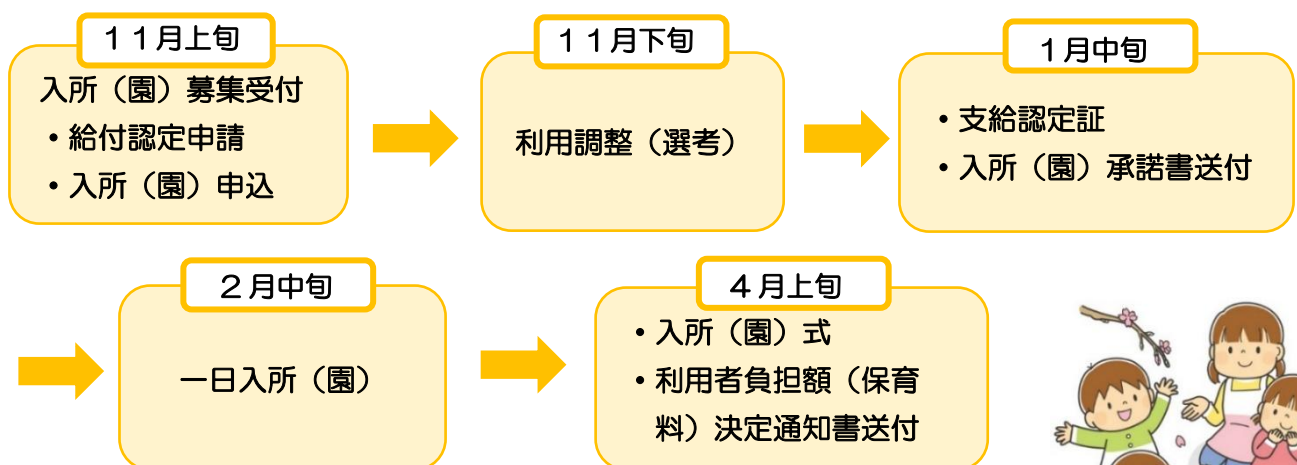 １１月上旬
入所（園）募集受付
・給付認定申請
・入所（園）申込
１１月下旬
利用調整（選考）
１月中旬
・支給認定証
・入所（園）承諾書送付
２月中旬
一日入所（園）
４月上旬
・入所（園）式
・利用者負担額（保育
料）決定通知書送付